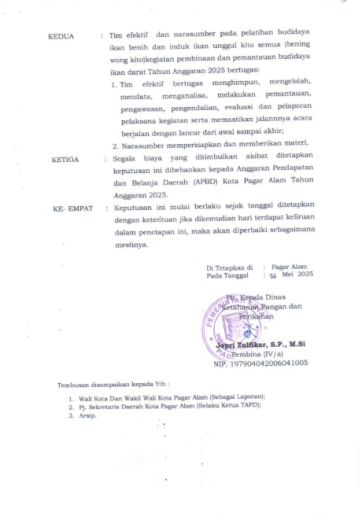 KEDUA : Tim efektif dan narasumber pada pelatihan budidaya
ikan benih dan induk ikan unggul kito semua (bening
wong kito)kegiatan pembinaan dan pemantauan budidaya
ikan darat Tahun Anggaran 2025 bertugas:
1. Tim efektif bertugas menghimpun, mengelolah,
mendata, menganalisa, melakukan pemantauan,
pengawasan, pengendalian, evaluasi dan pelaporan
pelaksana kegiatan serta memastikan jalannnya acara
berjalan dengan lancar dari awal sampai akhir;
2. Narasumber mempersiapkan dan memberikan materi.
KETIGA : Segala biaya yang ditimbulkan akibat ditetapkan
keputusan ini dibebankan kepada Anggaran Pendapatan
dan Belanja Daerah (APBD) Kota Pagar Alam Tahun
Anggaran 2025.
KE- EMPAT : Keputusan ini mulai berlaku sejak tanggal ditetapkan
dengan ketentuan jika dikemudian hari terdapat keliruan
dalam penetapan ini, maka akan diperbaiki sebagaimana
mestinya.
Di Tetapkan di : Pagar Alam
Pada Tanggal : Mei 2025
Plt. Kepala Dinas
Ketahanan Pangan dan
Perikanan
Jepri Zulfikar, S.P., M.Si
Pembina (IV/a)
NIP. 197904042006041005
Tembusan disampaikan kepada Yth :
1. Wali Kota Dan Wakil Wali Kota Pagar Alam (Sebagai Laporan);
2. Pj. Sekretaris Daerah Kota Pagar Alam (Selaku Ketua TAPD);
3. Arsip.